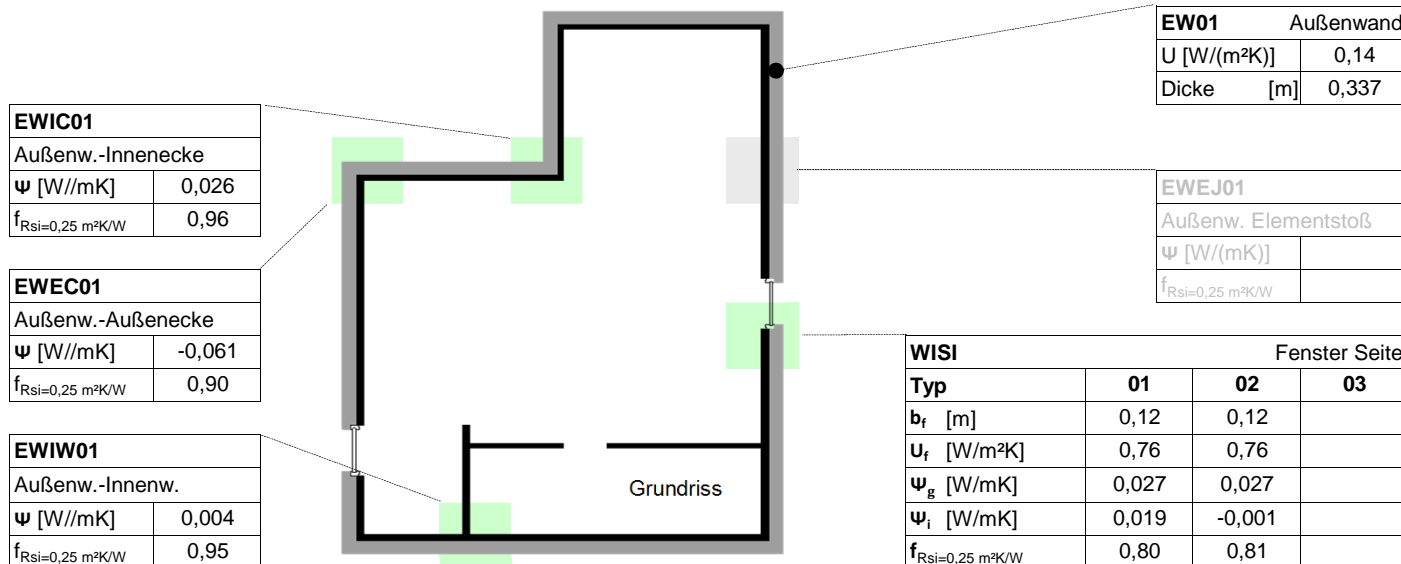 EW01 Außenwand
U [W/(m²K)] 0,14
Dicke [m] 0,337
EWIC01
Außenw.-Innenecke
Ψ [W//mK] 0,026
fRsi=0,25 m²K/W 0,96
EWEJ01
Außenw. Elementstoß
Ψ [W/(mK)]
fRsi=0,25 m²K/W
EWEC01
Außenw.-Außenecke
Ψ [W//mK] -0,061
fRsi=0,25 m²K/W 0,90
WISI Fenster Seite
Typ 01 02 03
bf [m] 0,12 0,12
Uf [W/m²K] 0,76 0,76
Ψg [W/mK] 0,027 0,027
Ψi [W/mK] 0,019 -0,001
fRsi=0,25 m²K/W 0,80 0,81
EWIW01
Außenw.-Innenw.
Ψ [W//mK] 0,004
fRsi=0,25 m²K/W 0,95
Grundriss